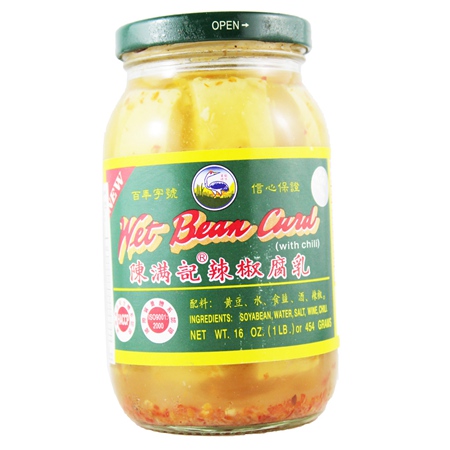 OPEN
NEW
百年字號
信心保證
Wet Bean Curd
(with chili)
陳滿記®辣椒腐乳
配料: 黃豆、水、食鹽、酒、辣椒。
INGREDIENTS: SOYABEAN, WATER, SALT, WINE, CHILI
ISO9001:
2000
NET WT. 16 OZ. (1 LB.) or 454 GRAMS